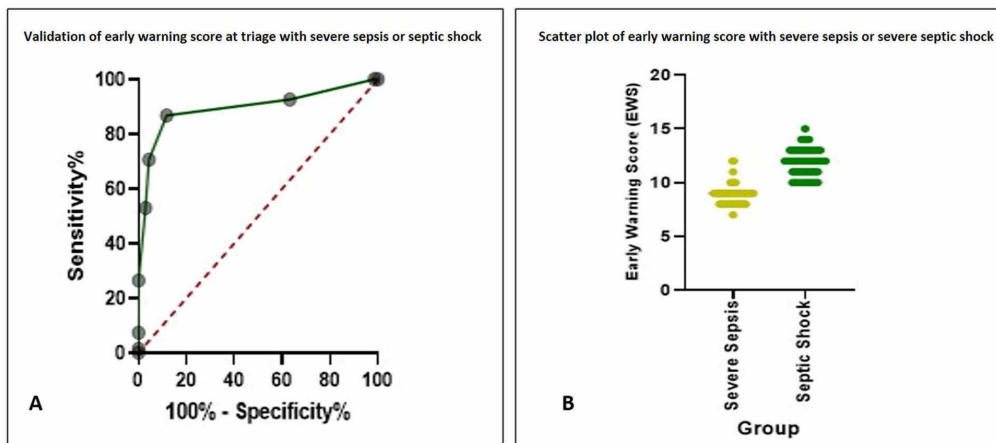 Validation of early warning score at triage with severe sepsis or septic shock
100
80
60
40
20
0
Sensitivity%
0 20 40 60 80 100
100% - Specificity%
A
Scatter plot of early warning score with severe sepsis or severe septic shock
20
15
10
5
0
Early Warning Score (EWS)
Severe Sepsis
Septic Shock
Group
B